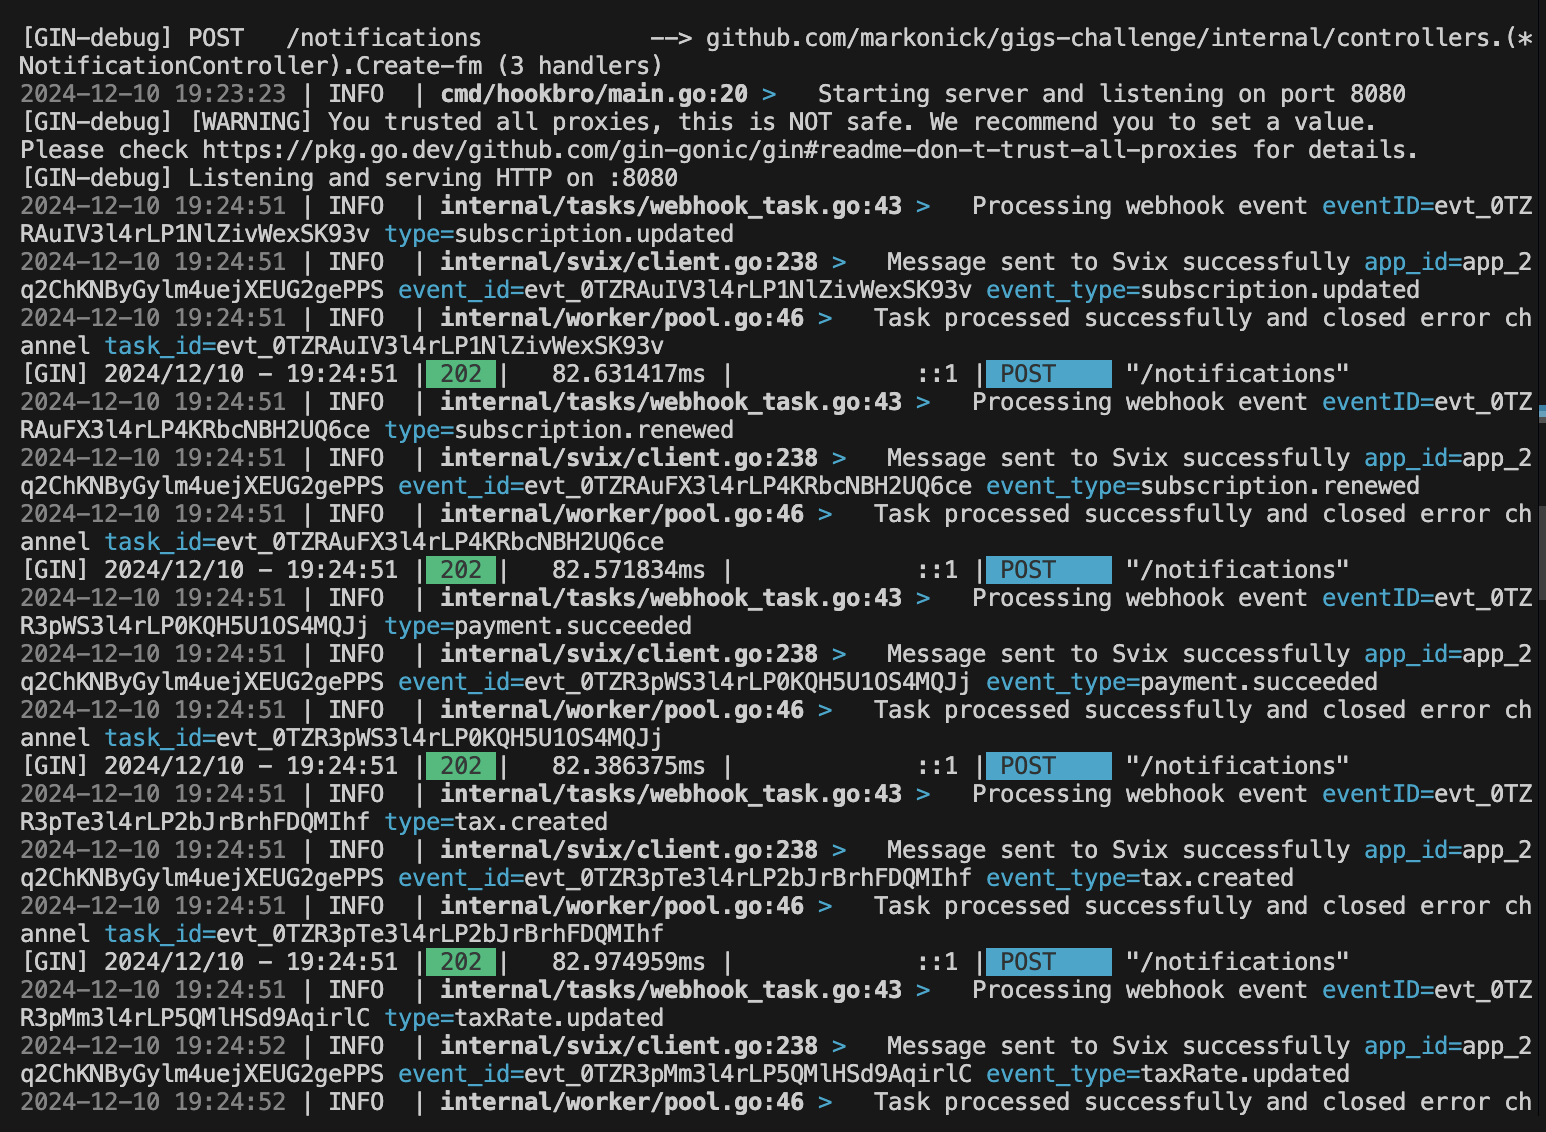 [GIN-debug] POST   /notifications            --> github.com/markonick/gigs-challenge/internal/controllers.(*
NotificationController).Create-fm (3 handlers)
2024-12-10 19:23:23 | INFO  | cmd/hookbro/main.go:20 >   Starting server and listening on port 8080
[GIN-debug] [WARNING] You trusted all proxies, this is NOT safe. We recommend you to set a value.
Please check https://pkg.go.dev/github.com/gin-gonic/gin#readme-don-t-trust-all-proxies for details.
[GIN-debug] Listening and serving HTTP on :8080
2024-12-10 19:24:51 | INFO  | internal/tasks/webhook_task.go:43 >   Processing webhook event eventID=evt_0TZ
RAuIV3l4rLP1NlZivWexSK93v type=subscription.updated
2024-12-10 19:24:51 | INFO  | internal/svix/client.go:238 >   Message sent to Svix successfully app_id=app_2
q2ChKNByGylm4uejXEUG2gePPS event_id=evt_0TZRAuIV3l4rLP1NlZivWexSK93v event_type=subscription.updated
2024-12-10 19:24:51 | INFO  | internal/worker/pool.go:46 >   Task processed successfully and closed error ch
annel task_id=evt_0TZRAuIV3l4rLP1NlZivWexSK93v
[GIN] 2024/12/10 - 19:24:51 | 202 |   82.631417ms |             ::1 | POST     "/notifications"
2024-12-10 19:24:51 | INFO  | internal/tasks/webhook_task.go:43 >   Processing webhook event eventID=evt_0TZ
RAuFX3l4rLP4KRbcNBH2UQ6ce type=subscription.renewed
2024-12-10 19:24:51 | INFO  | internal/svix/client.go:238 >   Message sent to Svix successfully app_id=app_2
q2ChKNByGylm4uejXEUG2gePPS event_id=evt_0TZRAuFX3l4rLP4KRbcNBH2UQ6ce event_type=subscription.renewed
2024-12-10 19:24:51 | INFO  | internal/worker/pool.go:46 >   Task processed successfully and closed error ch
annel task_id=evt_0TZRAuFX3l4rLP4KRbcNBH2UQ6ce
[GIN] 2024/12/10 - 19:24:51 | 202 |   82.571834ms |             ::1 | POST     "/notifications"
2024-12-10 19:24:51 | INFO  | internal/tasks/webhook_task.go:43 >   Processing webhook event eventID=evt_0TZ
R3pWS3l4rLP0KQH5U1OS4MQJj type=payment.succeeded
2024-12-10 19:24:51 | INFO  | internal/svix/client.go:238 >   Message sent to Svix successfully app_id=app_2
q2ChKNByGylm4uejXEUG2gePPS event_id=evt_0TZR3pWS3l4rLP0KQH5U1OS4MQJj event_type=payment.succeeded
2024-12-10 19:24:51 | INFO  | internal/worker/pool.go:46 >   Task processed successfully and closed error ch
annel task_id=evt_0TZR3pWS3l4rLP0KQH5U1OS4MQJj
[GIN] 2024/12/10 - 19:24:51 | 202 |   82.386375ms |             ::1 | POST     "/notifications"
2024-12-10 19:24:51 | INFO  | internal/tasks/webhook_task.go:43 >   Processing webhook event eventID=evt_0TZ
R3pTe3l4rLP2bJrBrhFDQMIhf type=tax.created
2024-12-10 19:24:51 | INFO  | internal/svix/client.go:238 >   Message sent to Svix successfully app_id=app_2
q2ChKNByGylm4uejXEUG2gePPS event_id=evt_0TZR3pTe3l4rLP2bJrBrhFDQMIhf event_type=tax.created
2024-12-10 19:24:51 | INFO  | internal/worker/pool.go:46 >   Task processed successfully and closed error ch
annel task_id=evt_0TZR3pTe3l4rLP2bJrBrhFDQMIhf
[GIN] 2024/12/10 - 19:24:51 | 202 |   82.974959ms |             ::1 | POST     "/notifications"
2024-12-10 19:24:51 | INFO  | internal/tasks/webhook_task.go:43 >   Processing webhook event eventID=evt_0TZ
R3pMm3l4rLP5QMlHSd9AqirlC type=taxRate.updated
2024-12-10 19:24:52 | INFO  | internal/svix/client.go:238 >   Message sent to Svix successfully app_id=app_2
q2ChKNByGylm4uejXEUG2gePPS event_id=evt_0TZR3pMm3l4rLP5QMlHSd9AqirlC event_type=taxRate.updated
2024-12-10 19:24:52 | INFO  | internal/worker/pool.go:46 >   Task processed successfully and closed error ch